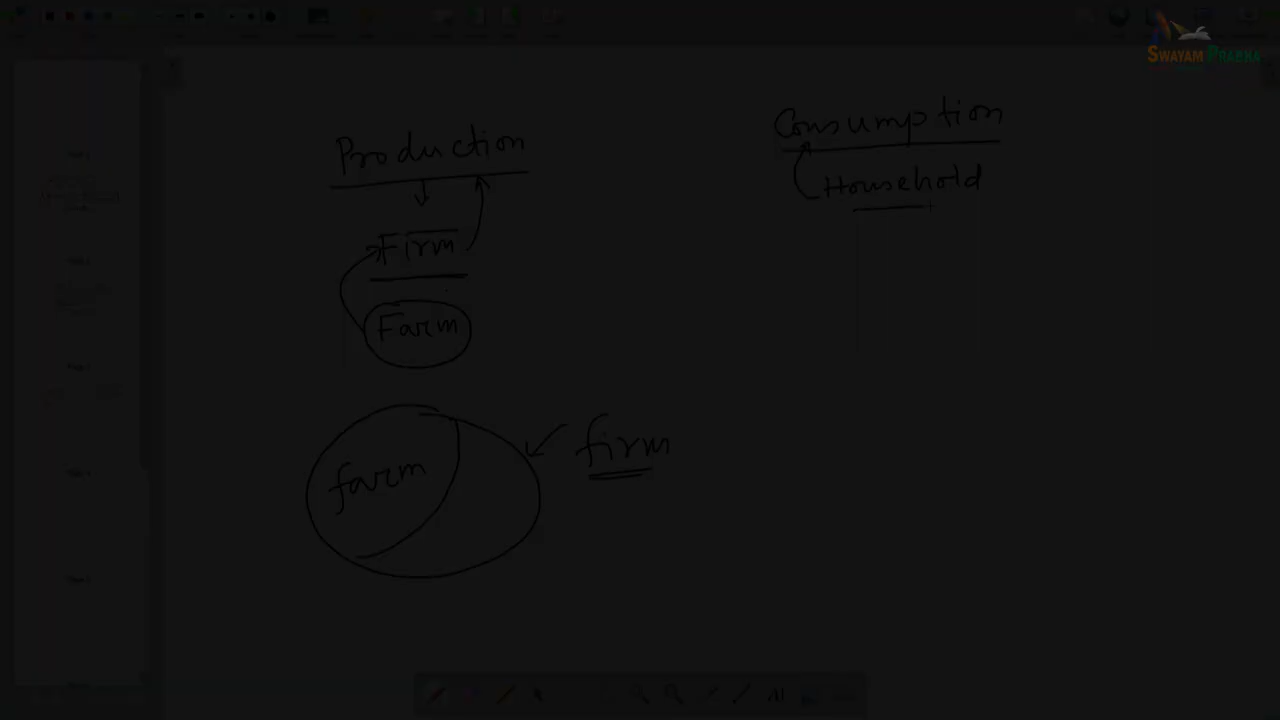 SWAYAM PRABHA
Production
Consumption
Household
Firm
Farm
farm
firm